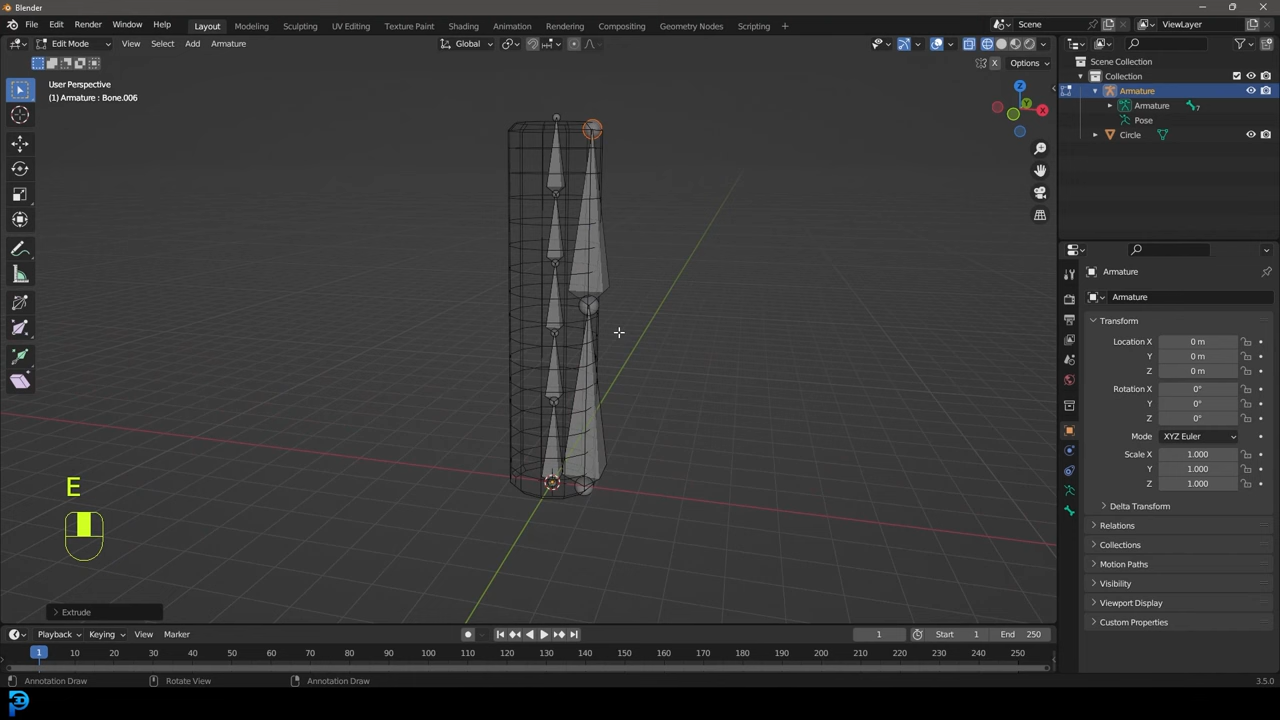 Blender
File Edit Render Window Help
Layout Modeling Sculpting UV Editing Texture Paint Shading Animation Rendering Compositing Geometry Nodes Scripting +
Scene
ViewLayer
Edit Mode
View Select Add Armature
Global
X
Options
User Perspective
(1) Armature : Bone.006
Z
Y
X
E
Extrude
Scene Collection
Collection
Armature
Armature
7
Pose
Circle
Armature
Armature
Transform
Location X 0 m
Y 0 m
Z 0 m
Rotation X 0°
Y 0°
Z 0°
Mode XYZ Euler
Scale X 1.000
Y 1.000
Z 1.000
Delta Transform
Relations
Collections
Motion Paths
Visibility
Viewport Display
Custom Properties
Playback Keying View Marker
1 Start 1 End 250
1 10 20 30 40 50 60 70 80 90 100 110 120 130 140 150 160 170 180 190 200 210 220 230 240 250
Annotation Draw Rotate View Annotation Draw
3.5.0